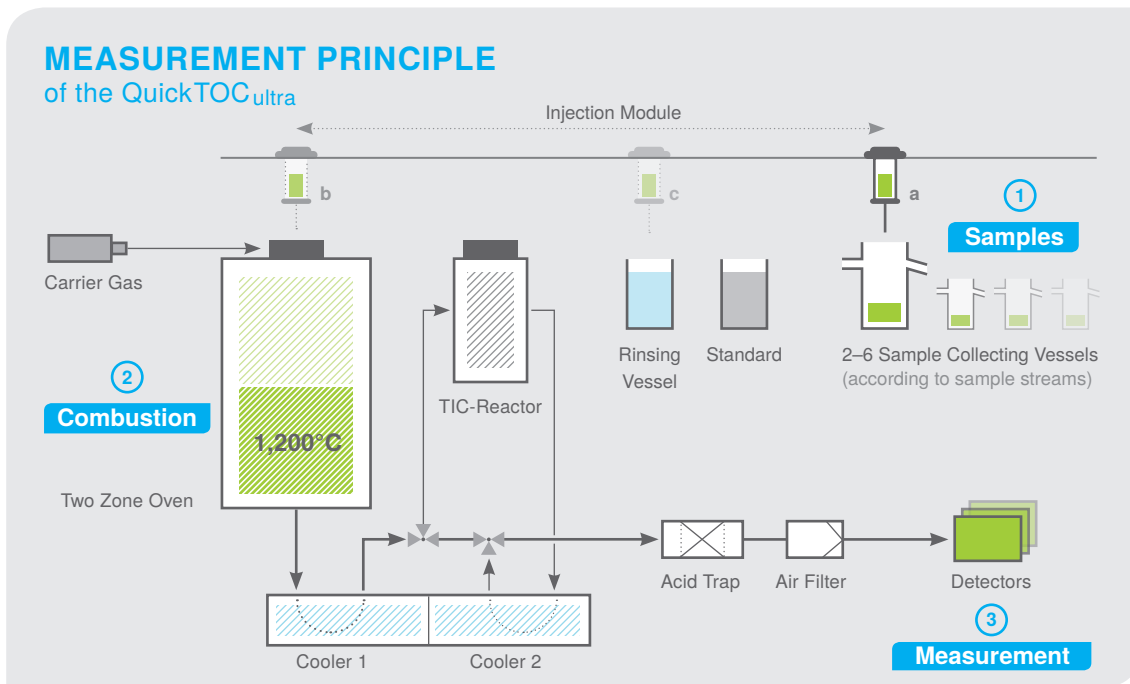 MEASUREMENT PRINCIPLE
of the QuickTOCultra
Injection Module
b
c
a
1
Samples
Carrier Gas
Rinsing
Vessel
Standard
2–6 Sample Collecting Vessels
(according to sample streams)
2
Combustion
TIC-Reactor
1,200°C
Two Zone Oven
Acid Trap
Air Filter
Detectors
3
Measurement
Cooler 1
Cooler 2